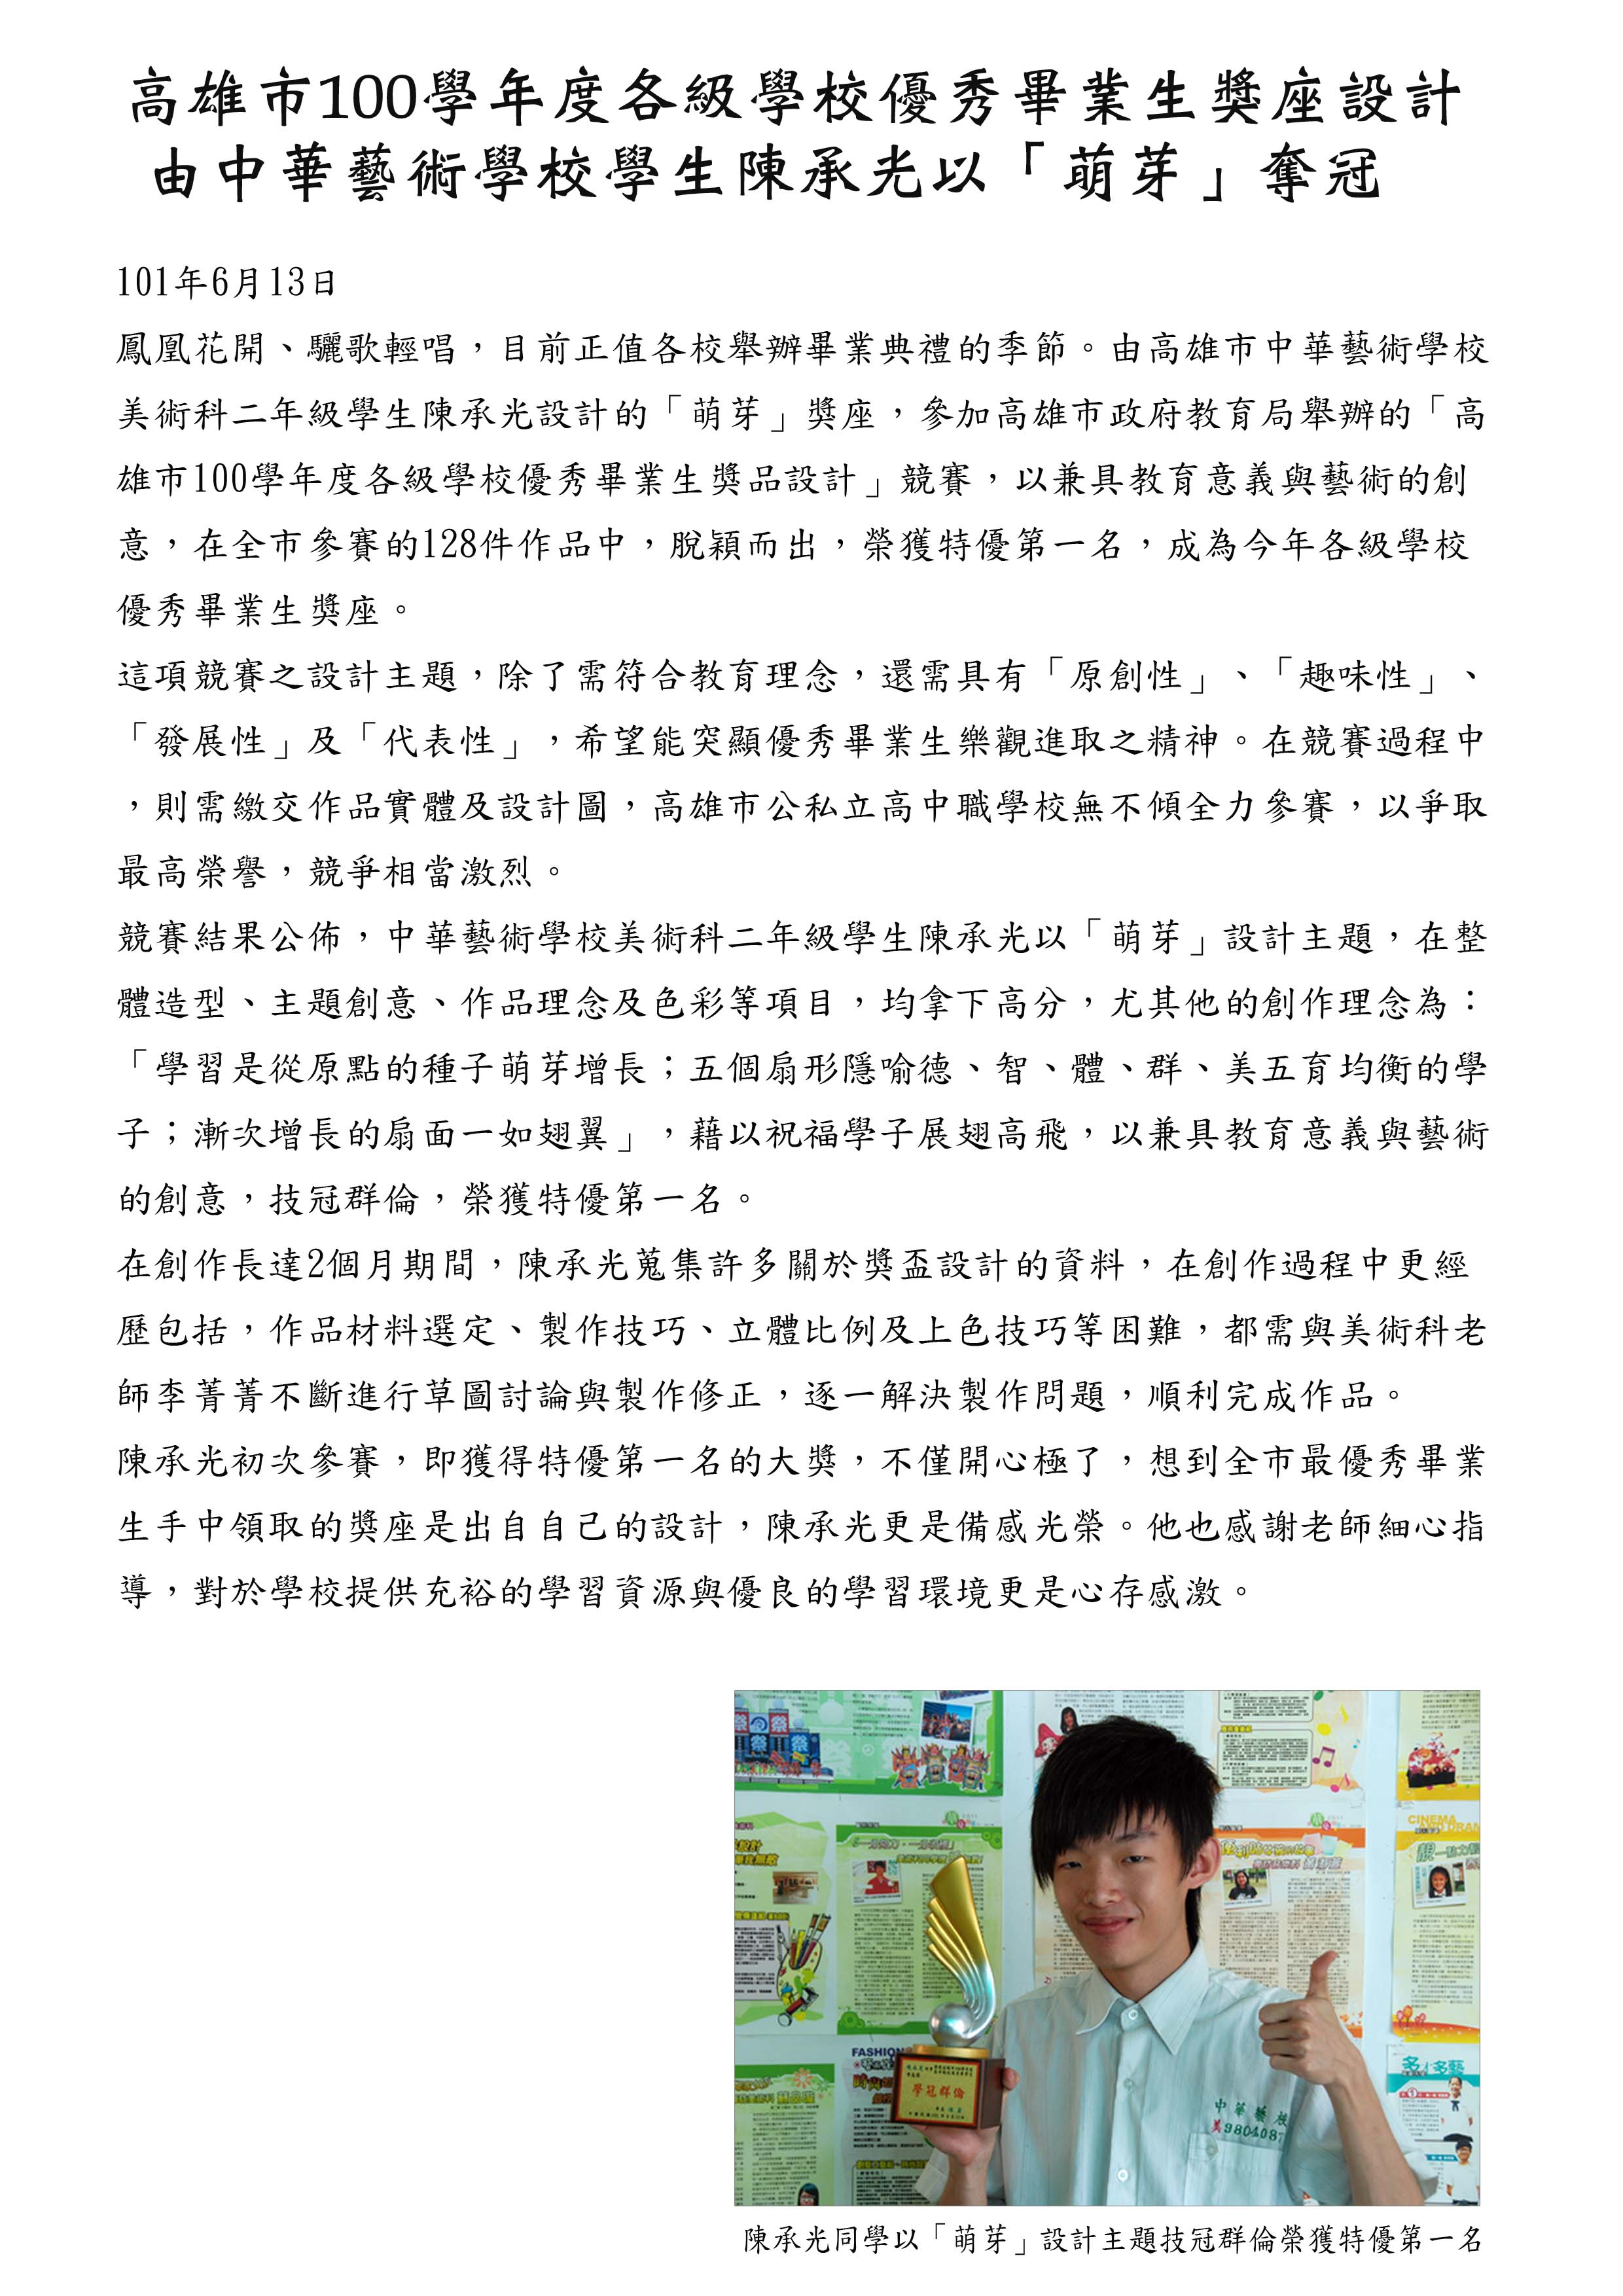 高雄市100學年度各級學校優秀畢業生獎座設計
由中華藝術學校學生陳承光以「萌芽」奪冠
101年6月13日
鳳凰花開、驪歌輕唱，目前正值各校舉辦畢業典禮的季節。由高雄市中華藝術學校
美術科二年級學生陳承光設計的「萌芽」獎座，參加高雄市政府教育局舉辦的「高
雄市100學年度各級學校優秀畢業生獎品設計」競賽，以兼具教育意義與藝術的創
意，在全市參賽的128件作品中，脫穎而出，榮獲特優第一名，成為今年各級學校
優秀畢業生獎座。
這項競賽之設計主題，除了需符合教育理念，還需具有「原創性」、「趣味性」、
「發展性」及「代表性」，希望能突顯優秀畢業生樂觀進取之精神。在競賽過程中
，則需繳交作品實體及設計圖，高雄市公私立高中職學校無不傾全力參賽，以爭取
最高榮譽，競爭相當激烈。
競賽結果公佈，中華藝術學校美術科二年級學生陳承光以「萌芽」設計主題，在整
體造型、主題創意、作品理念及色彩等項目，均拿下高分，尤其他的創作理念為：
「學習是從原點的種子萌芽增長；五個扇形隱喻德、智、體、群、美五育均衡的學
子；漸次增長的扇面一如翅翼」，藉以祝福學子展翅高飛，以兼具教育意義與藝術
的創意，技冠群倫，榮獲特優第一名。
在創作長達2個月期間，陳承光蒐集許多關於獎盃設計的資料，在創作過程中更經
歷包括，作品材料選定、製作技巧、立體比例及上色技巧等困難，都需與美術科老
師李菁菁不斷進行草圖討論與製作修正，逐一解決製作問題，順利完成作品。
陳承光初次參賽，即獲得特優第一名的大獎，不僅開心極了，想到全市最優秀畢業
生手中領取的獎座是出自自己的設計，陳承光更是備感光榮。他也感謝老師細心指
導，對於學校提供充裕的學習資源與優良的學習環境更是心存感激。
CINEMA
FASHION
多才多藝
學冠群倫
中華藝校
美9804087
陳承光同學以「萌芽」設計主題技冠群倫榮獲特優第一名